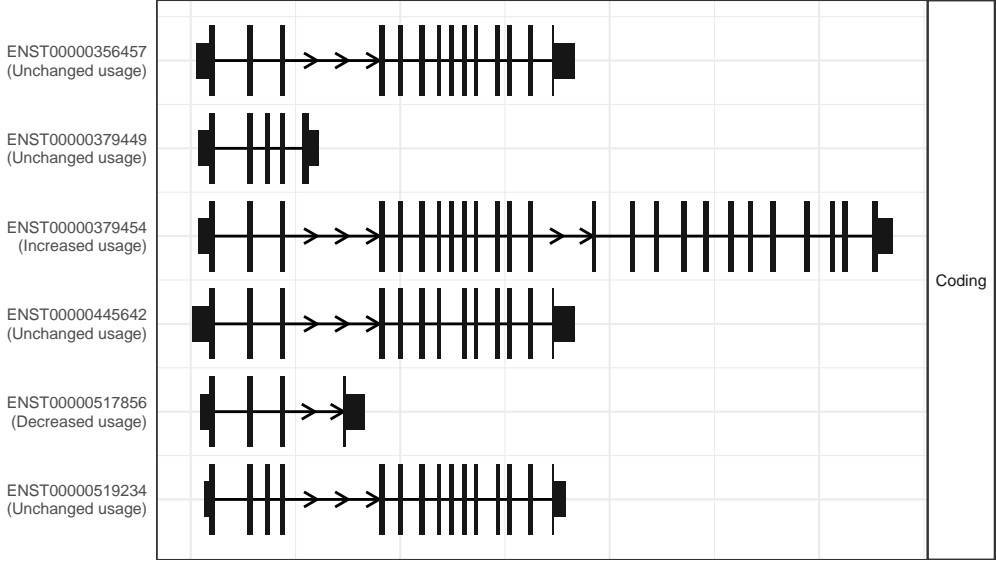 ENST00000356457
(Unchanged usage)
ENST00000379449
(Unchanged usage)
ENST00000379454
(Increased usage)
ENST00000445642
(Unchanged usage)
ENST00000517856
(Decreased usage)
ENST00000519234
(Unchanged usage)
Coding